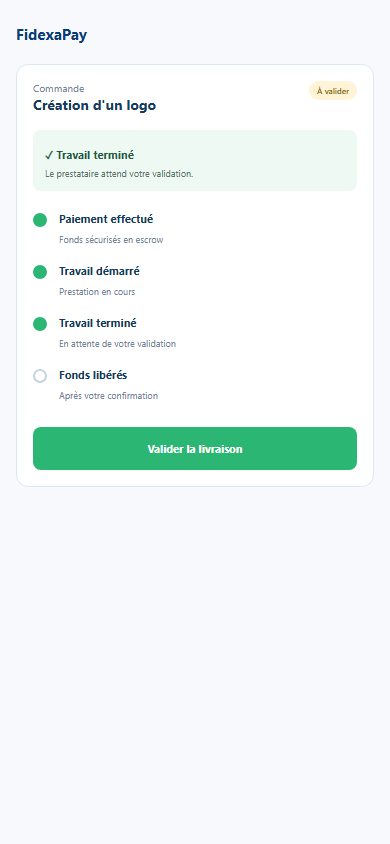 FidexaPay
Commande
Création d'un logo
À valider
✓ Travail terminé
Le prestataire attend votre validation.
Paiement effectué
Fonds sécurisés en escrow
Travail démarré
Prestation en cours
Travail terminé
En attente de votre validation
Fonds libérés
Après votre confirmation
Valider la livraison